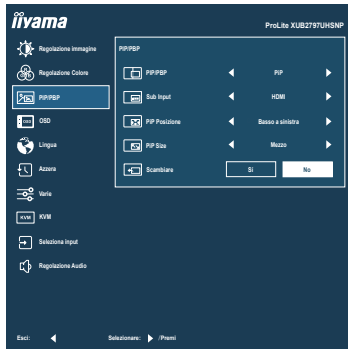 iiyama
ProLite XUB2797UHSNP
Regolazione immagine
Regolazione Colore
PIP/PBP
OSD OSD
Lingua
Azzera
Varie
KVM KVM
Seleziona input
Regolazione Audio
PIP/PBP
PIP/PBP PiP
Sub Input HDMI
PIP Posizione Basso a sinistra
PIP Size Mezzo
Scambiare Si No
Esci: Selezionare: /Premi